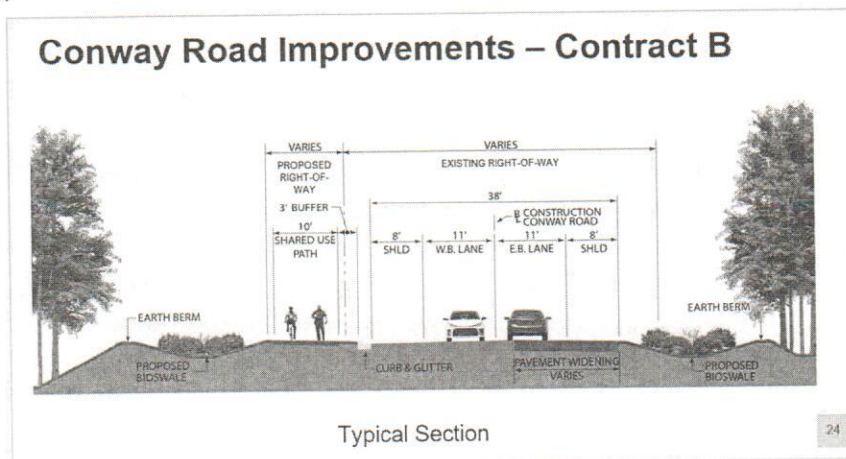 Conway Road Improvements – Contract B
VARIES
VARIES
PROPOSED
RIGHT-OF-
WAY
EXISTING RIGHT-OF-WAY
38'
3' BUFFER
10'
SHARED USE
PATH
8'
SHLD
11'
W.B. LANE
CONSTRUCTION
CONWAY ROAD
11'
E.B. LANE
8'
SHLD
EARTH BERM
EARTH BERM
PROPOSED
BIOSWALE
CURB & GUTTER
PAVEMENT WIDENING
VARIES
PROPOSED
BIOSWALE
Typical Section
24